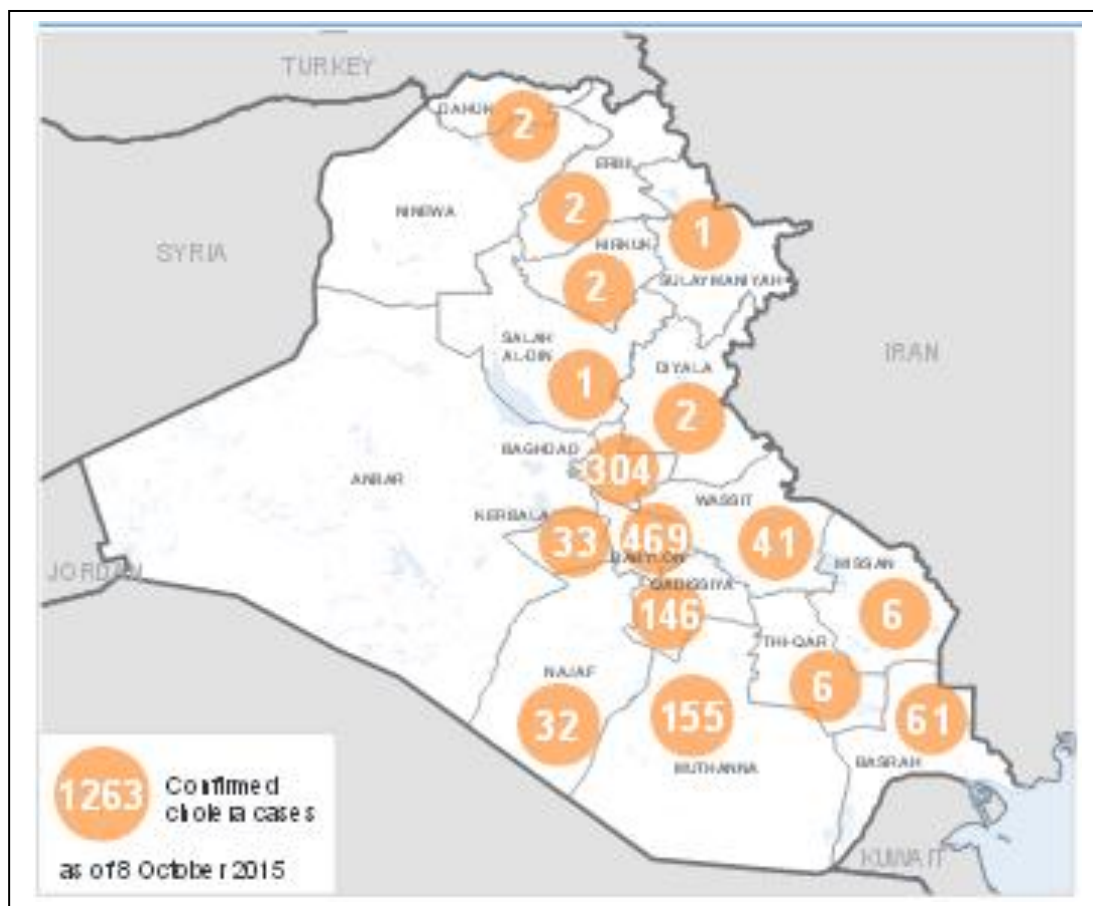 TURKEY
DAHUK
2
ERBIL
NINEWA
2
1
SYRIA
KIRKUK
2
SULAYMANIYAH
SALAH
AL-DIN
IRAN
DIYALA
1
2
BAGHDAD
304
ANBAR
WASSIT
KERBALA
33
469
41
BABYLON
MISSAN
JORDAN
QADISSIYA
146
6
THI-QAR
NAJAF
6
32
155
61
MUTHANNA
BASRAH
1263
Confirmed
cholera cases
KUWAIT
as of 8 October 2015